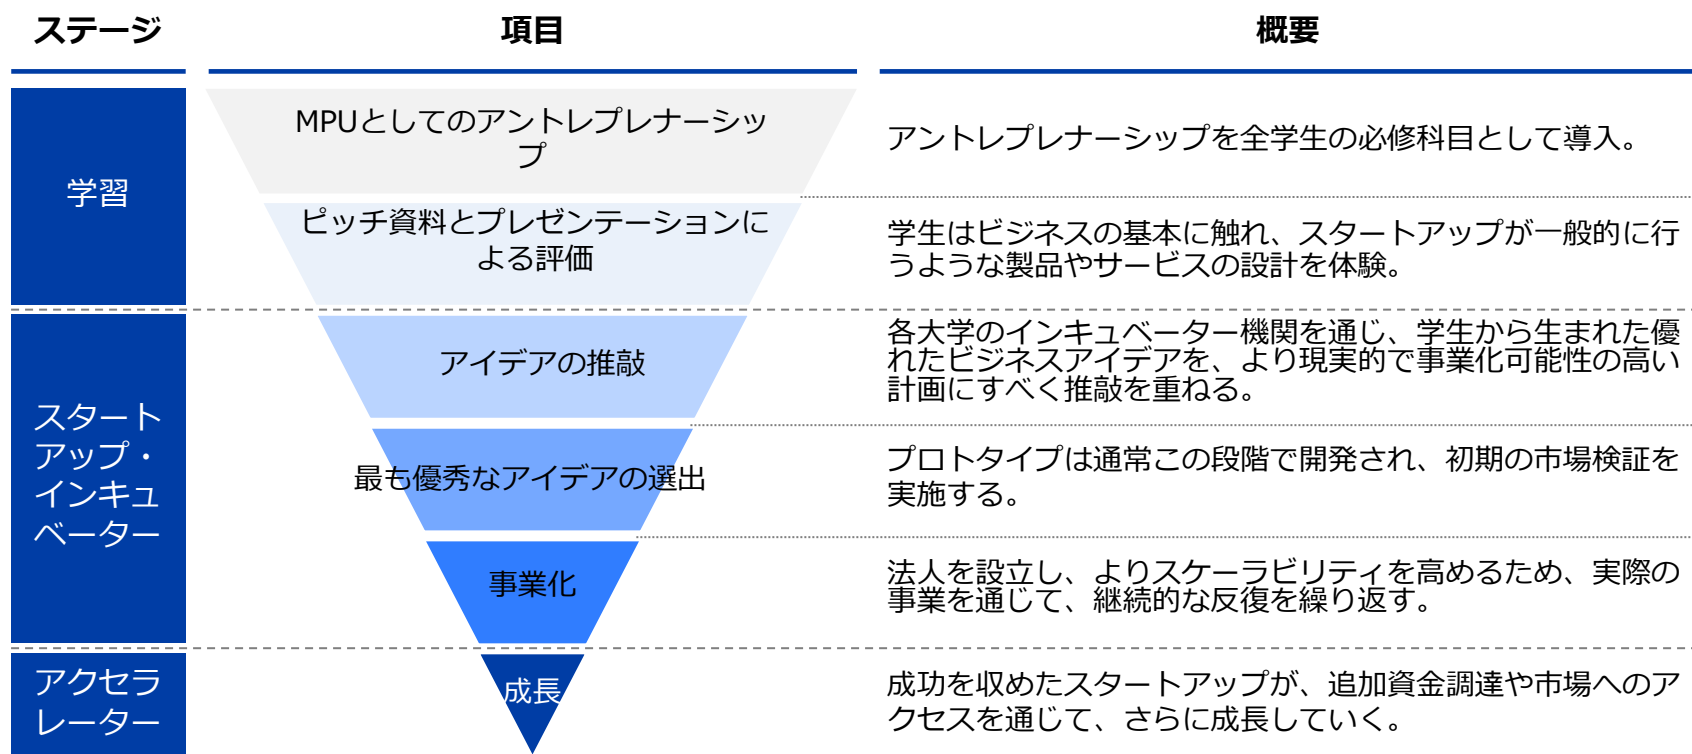 ステージ
項目
概要
学習
MPUとしてのアントレプレナーシッ
プ
アントレプレナーシップを全学生の必修科目として導入。
ピッチ資料とプレゼンテーションに
よる評価
学生はビジネスの基本に触れ、スタートアップが一般的に行
うような製品やサービスの設計を体験。
スタート
アップ・
インキュ
ベーター
アイデアの推敲
各大学のインキュベーター機関を通じ、学生から生まれた優
れたビジネスアイデアを、より現実的で事業化可能性の高い
計画にすべく推敲を重ねる。
最も優秀なアイデアの選出
プロトタイプは通常この段階で開発され、初期の市場検証を
実施する。
事業化
法人を設立し、よりスケーラビリティを高めるため、実際の
事業を通じて、継続的な反復を繰り返す。
アクセラ
レーター
成長
成功を収めたスタートアップが、追加資金調達や市場へのア
クセスを通じて、さらに成長していく。